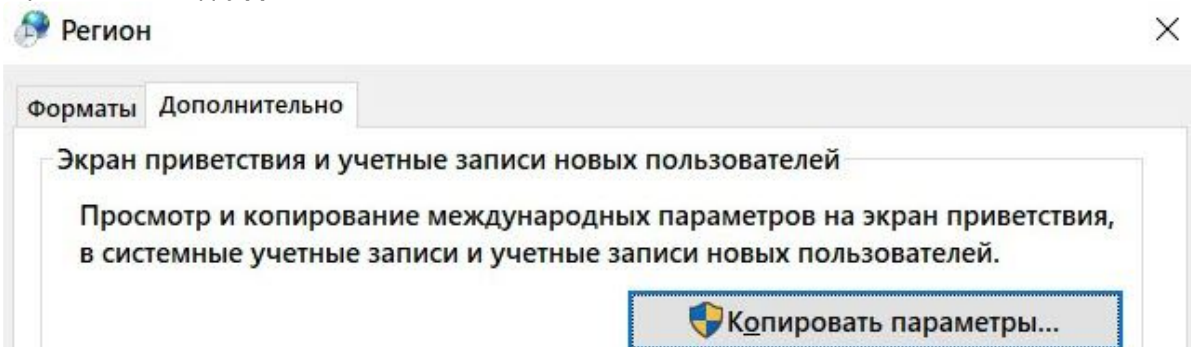 Регион
Форматы Дополнительно
Экран приветствия и учетные записи новых пользователей
Просмотр и копирование международных параметров на экран приветствия,
в системные учетные записи и учетные записи новых пользователей.
Копировать параметры...